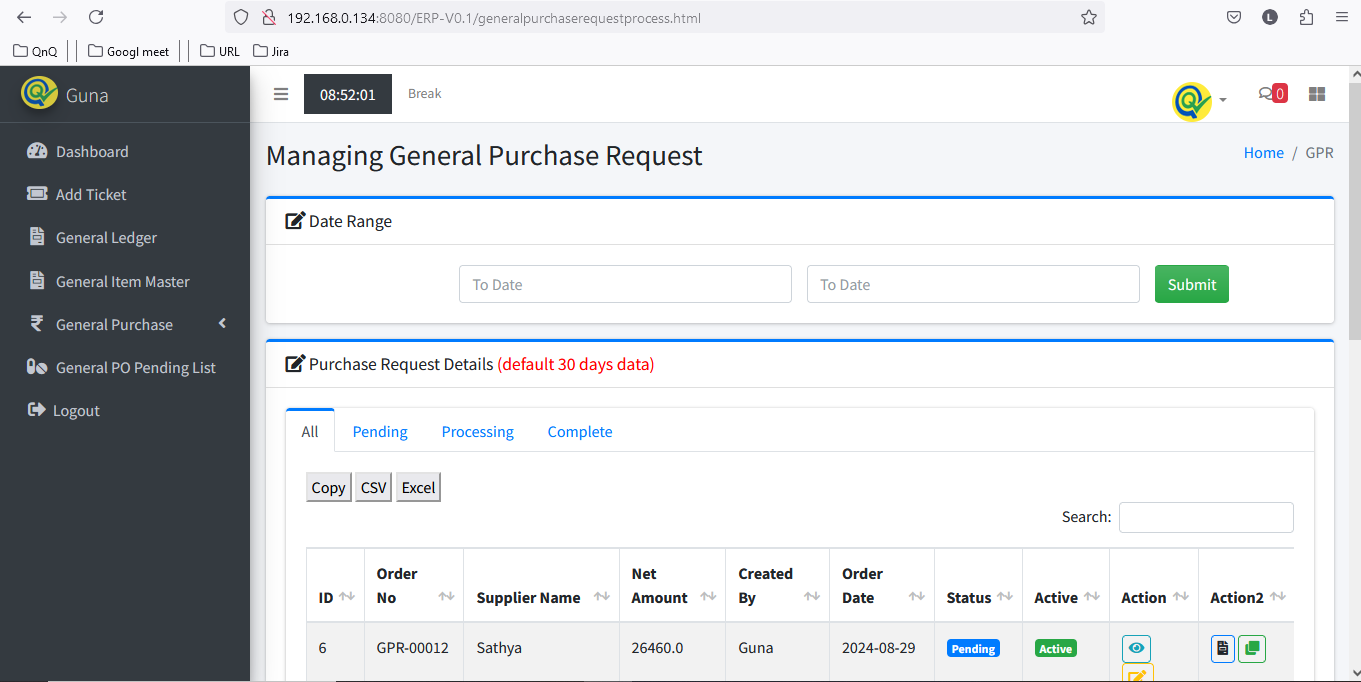 192.168.0.134:8080/ERP-V0.1/generalpurchaserequestprocess.html
L
QnQ
Googl meet
URL
Jira
Guna
08:52:01
Break
0
Dashboard
Add Ticket
General Ledger
General Item Master
General Purchase
General PO Pending List
Logout
Managing General Purchase Request
Home / GPR
Date Range
To Date
To Date
Submit
Purchase Request Details (default 30 days data)
All
Pending
Processing
Complete
Copy
CSV
Excel
Search:
ID
Order No
Supplier Name
Net Amount
Created By
Order Date
Status
Active
Action
Action2
6
GPR-00012
Sathya
26460.0
Guna
2024-08-29
Pending
Active